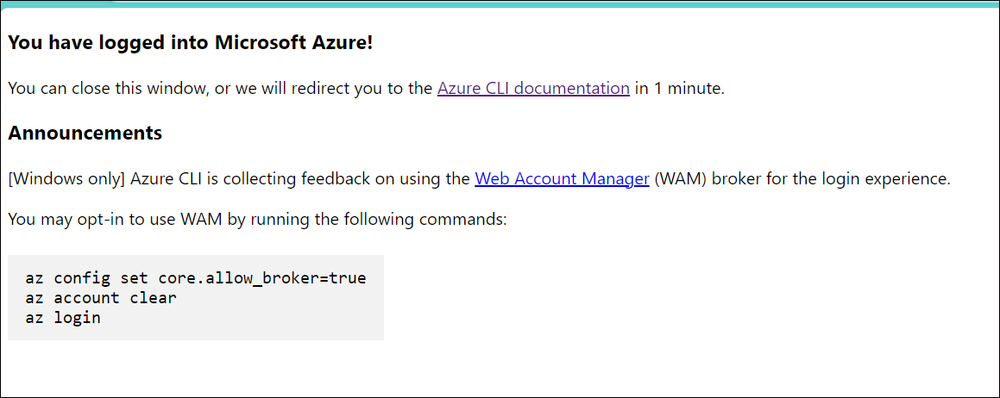 You have logged into Microsoft Azure!
You can close this window, or we will redirect you to the Azure CLI documentation in 1 minute.
Announcements
[Windows only] Azure CLI is collecting feedback on using the Web Account Manager (WAM) broker for the login experience.
You may opt-in to use WAM by running the following commands:
az config set core.allow_broker=true
az account clear
az login